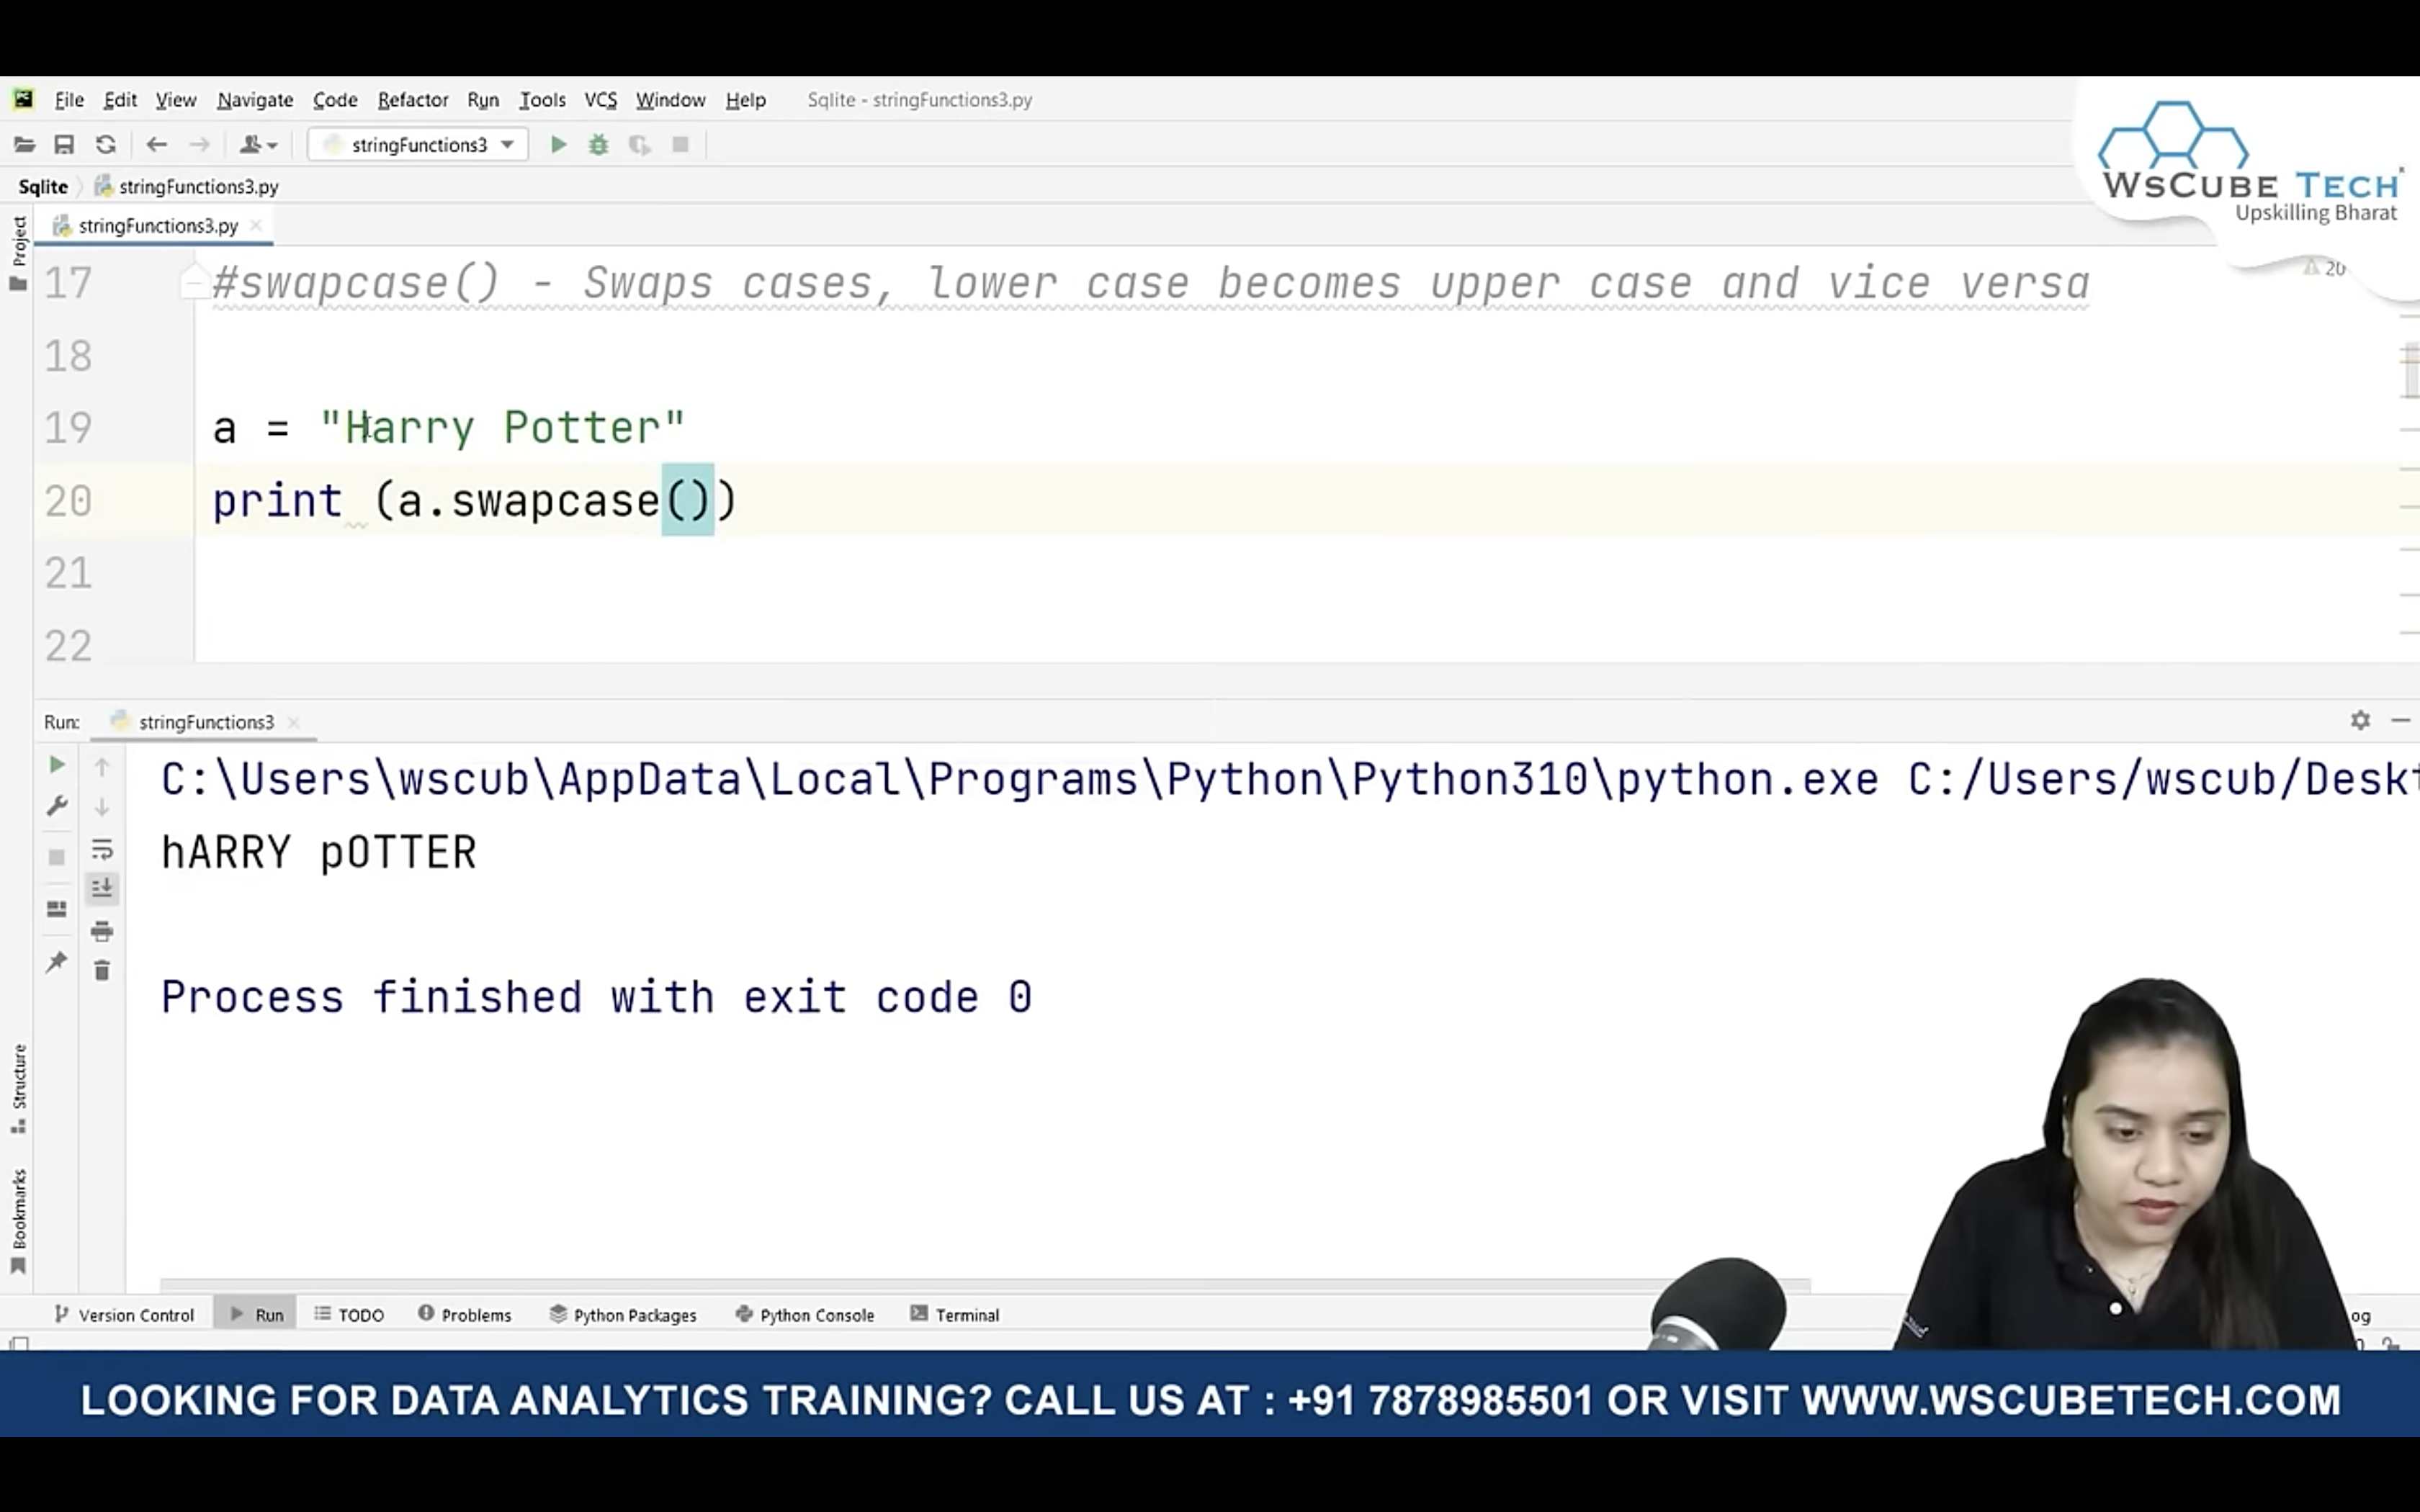 File Edit View Navigate Code Refactor Run Tools VCS Window Help Sqlite - stringFunctions3.py
WsCube Tech
Upskilling Bharat
stringFunctions3
Sqlite stringFunctions3.py
Project
stringFunctions3.py
20
17 #swapcase() - Swaps cases, lower case becomes upper case and vice versa
18
19 a = "Harry Potter"
20 print (a.swapcase())
21
22
Run: stringFunctions3
C:\Users\wscub\AppData\Local\Programs\Python\Python310\python.exe C:/Users/wscub/Deskt
hARRY pOTTER
Process finished with exit code 0
Structure
Bookmarks
Version Control Run TODO Problems Python Packages Python Console Terminal og
LOOKING FOR DATA ANALYTICS TRAINING? CALL US AT : +91 7878985501 OR VISIT WWW.WSCUBETECH.COM